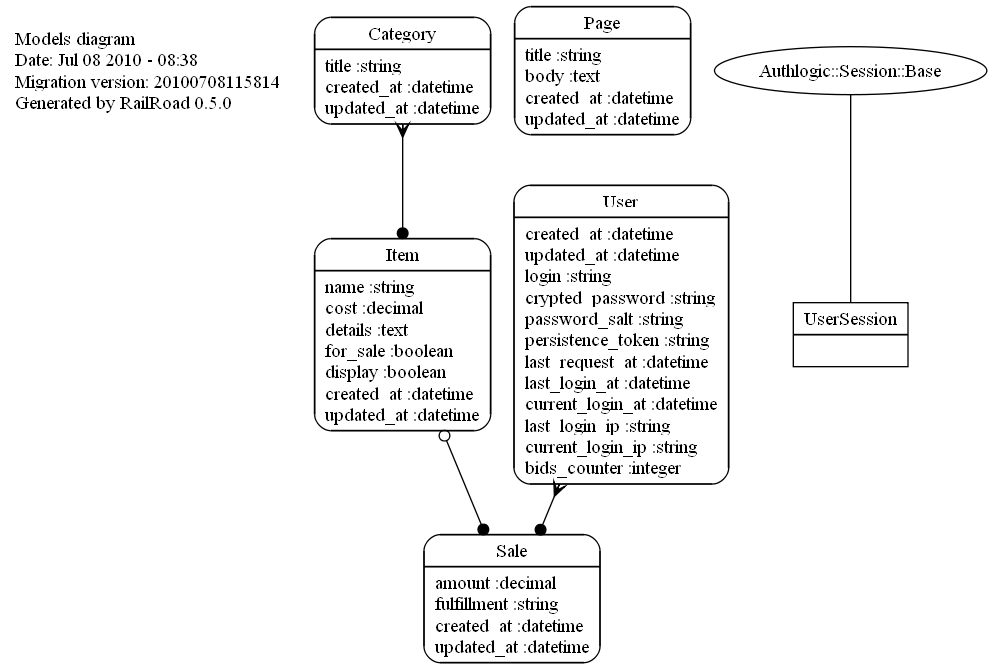 Models diagram
Date: Jul 08 2010 - 08:38
Migration version: 20100708115814
Generated by RailRoad 0.5.0
Category
title :string
created_at :datetime
updated_at :datetime
Page
title :string
body :text
created_at :datetime
updated_at :datetime
Authlogic::Session::Base
Item
name :string
cost :decimal
details :text
for_sale :boolean
display :boolean
created_at :datetime
updated_at :datetime
User
created_at :datetime
updated_at :datetime
login :string
crypted_password :string
password_salt :string
persistence_token :string
last_request_at :datetime
last_login_at :datetime
current_login_at :datetime
last_login_ip :string
current_login_ip :string
bids_counter :integer
UserSession
Sale
amount :decimal
fulfillment :string
created_at :datetime
updated_at :datetime